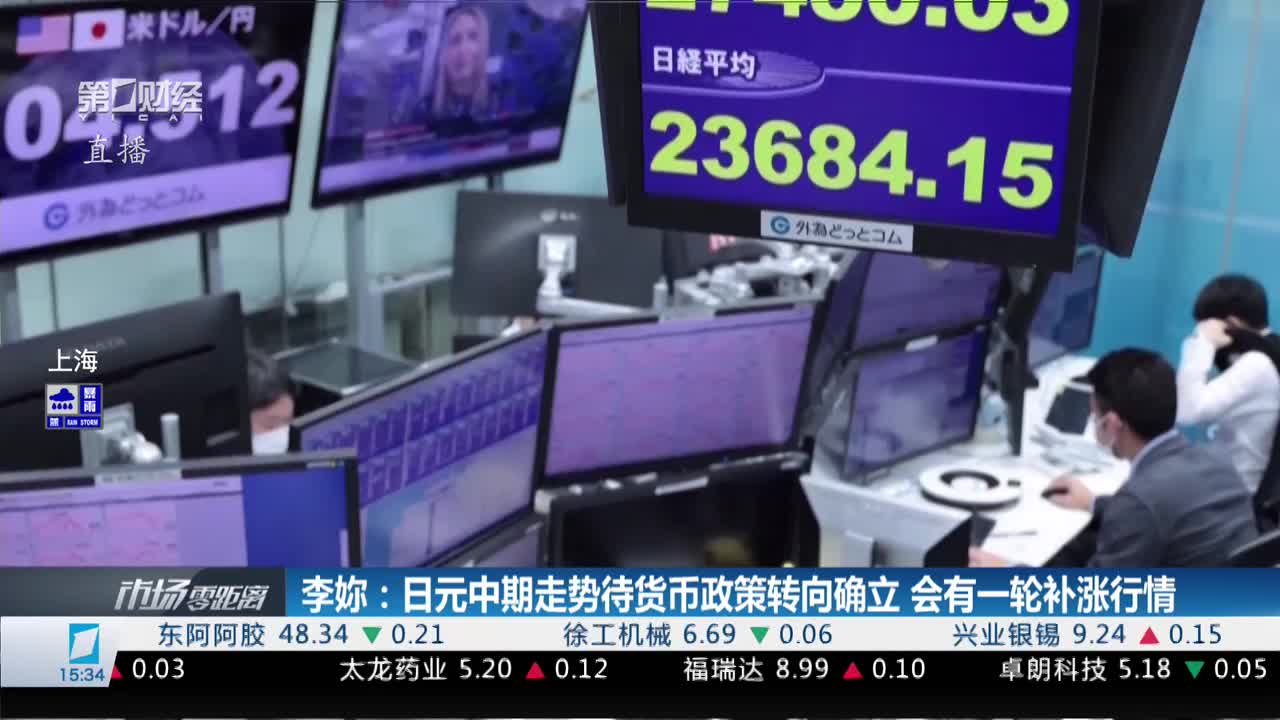 米ドル／円
27480.03
第一财经
YICAI
直播
日経平均
23684.15
外為どっとコム
外為どっとコム
上海
暴雨
蓝
RAIN STORM
市场零距离
李妳：日元中期走势待货币政策转向确立 会有一轮补涨行情
东阿阿胶 48.34 ▼ 0.21
徐工机械 6.69 ▼ 0.06
兴业银锡 9.24 ▲ 0.15
15:34
▲ 0.03
太龙药业 5.20 ▲ 0.12
福瑞达 8.99 ▲ 0.10
卓朗科技 5.18 ▼ 0.05